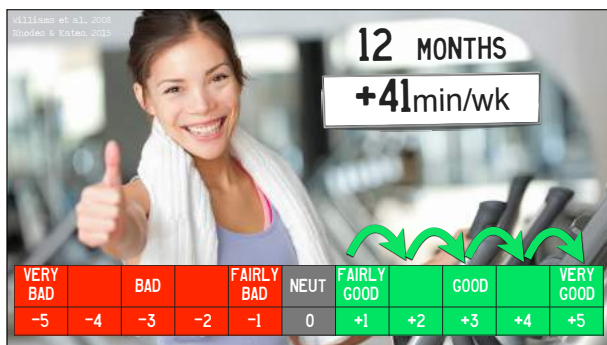 Williams et al, 2008
Rhodes & Kates, 2015
12 MONTHS
+41min/wk
VERY BAD FAIRLY NEUT FAIRLY GOOD VERY
BAD BAD GOOD GOOD
-5 -4 -3 -2 -1 0 +1 +2 +3 +4 +5